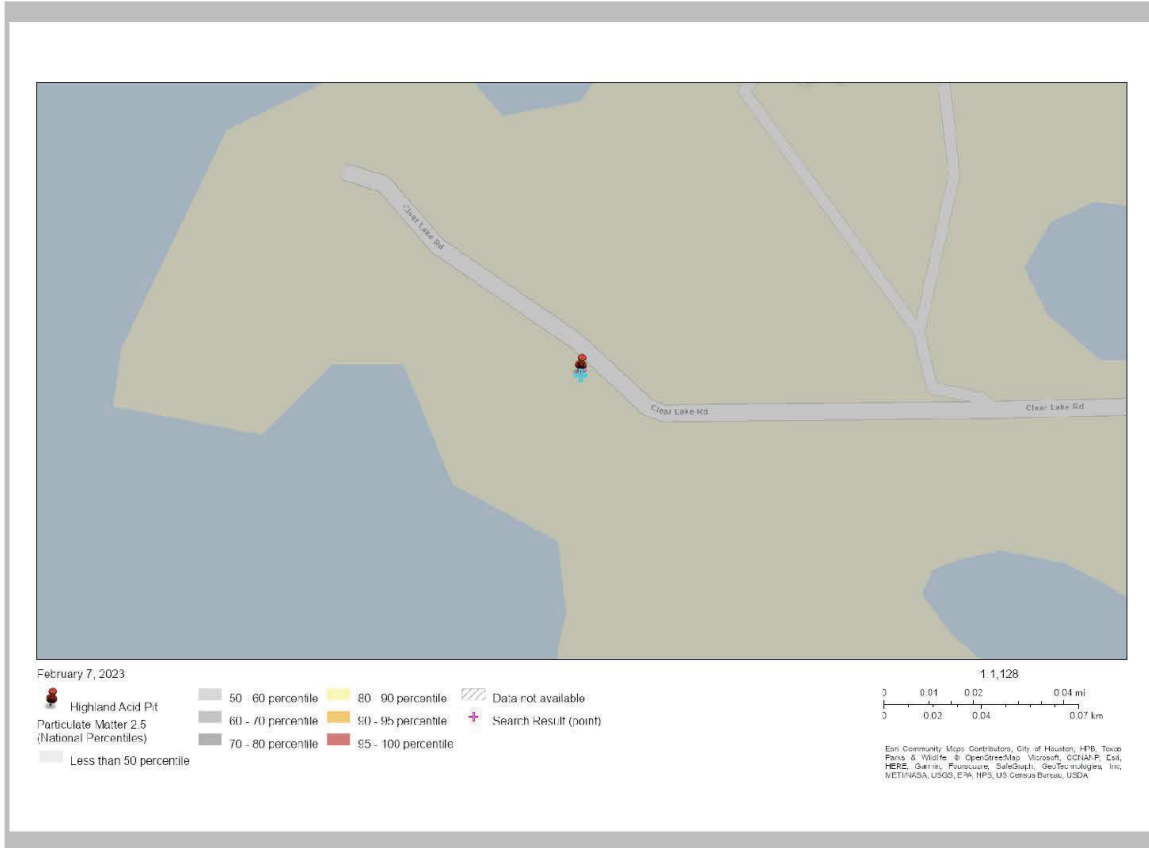 Clear Lake Rd
Clear Lake Rd
Clear Lake Rd
February 7, 2023
Highland Acid Pit
Particulate Matter 2.5
(National Percentiles)
Less than 50 percentile
50 - 60 percentile
60 - 70 percentile
70 - 80 percentile
80 - 90 percentile
90 - 95 percentile
95 - 100 percentile
Data not available
Search Result (point)
1:1,128
0 0.01 0.02 0.04 mi
0 0.02 0.04 0.07 km
Esri Community Maps Contributors, City of Houston, HPB, Texas
Parks & Wildlife, © OpenStreetMap, Microsoft, CONANP, Esri,
HERE, Garmin, Foursquare, SafeGraph, GeoTechnologies, Inc,
METI/NASA, USGS, EPA, NPS, US Census Bureau, USDA